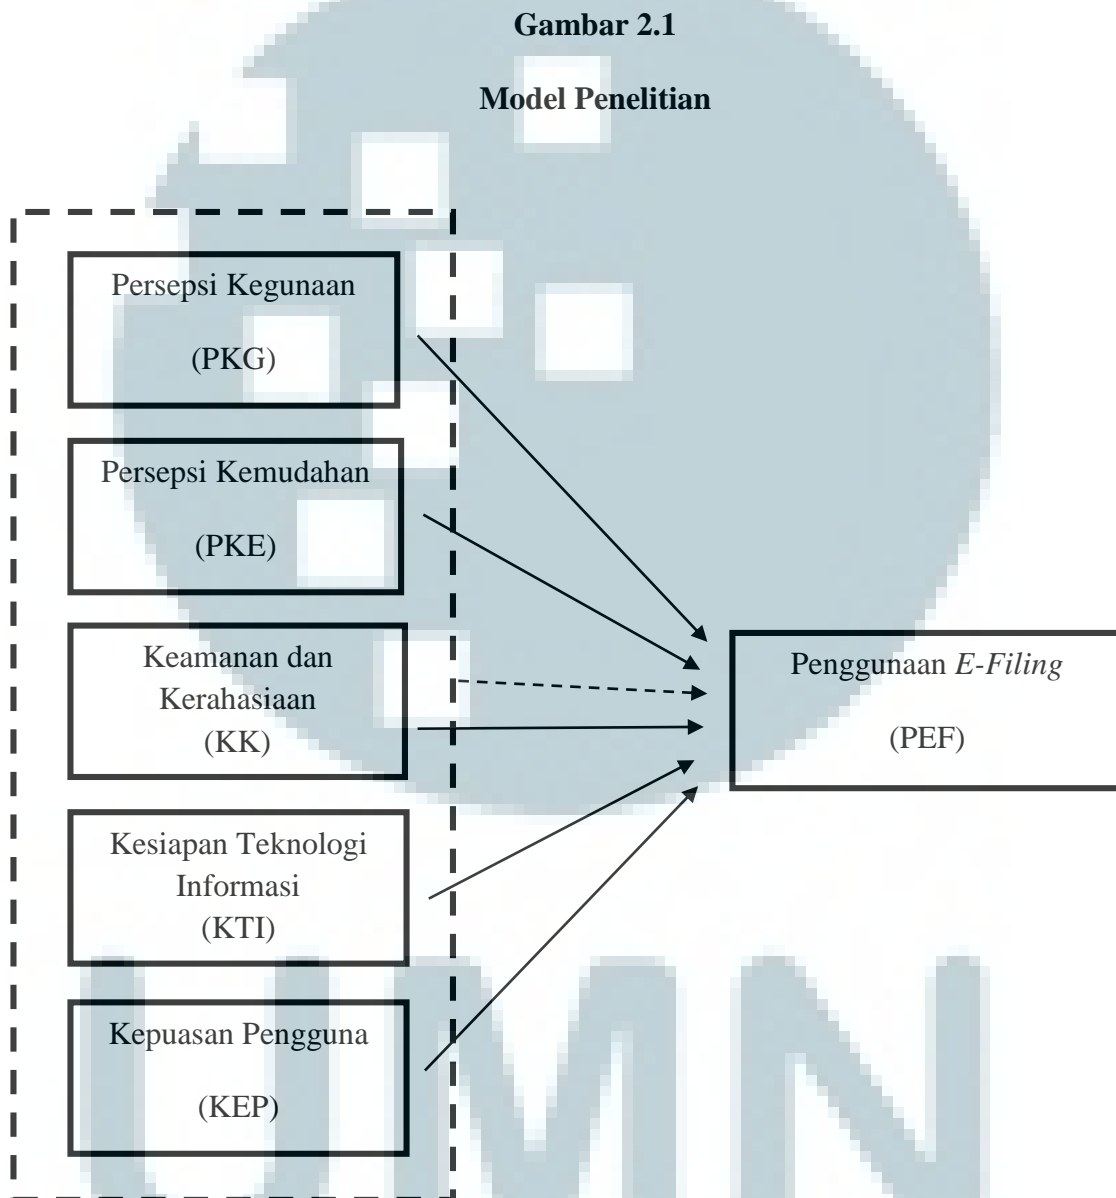 Gambar 2.1
Model Penelitian
Persepsi Kegunaan
(PKG)
Persepsi Kemudahan
(PKE)
Keamanan dan
Kerahasiaan
(KK)
Kesiapan Teknologi
Informasi
(KTI)
Kepuasan Pengguna
(KEP)
Penggunaan E-Filing
(PEF)
UMN